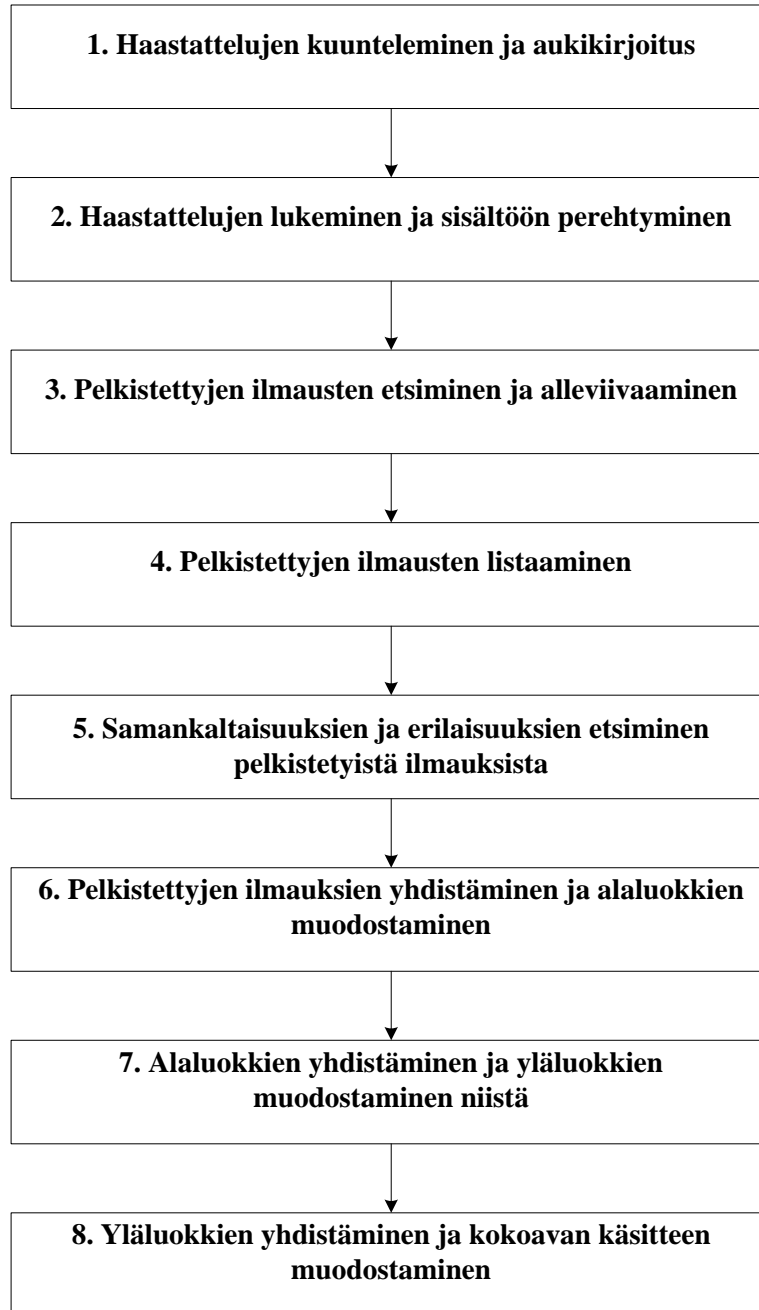 1. Haastattelujen kuunteleminen ja aukikirjoitus
2. Haastattelujen lukeminen ja sisältöön perehtyminen
3. Pelkistettyjen ilmausten etsiminen ja alleviivaaminen
4. Pelkistettyjen ilmausten listaaminen
5. Samankaltaisuuksien ja erilaisuuksien etsiminen
pelkistetyistä ilmauksista
6. Pelkistettyjen ilmauksien yhdistäminen ja alaluokkien
muodostaminen
7. Alaluokkien yhdistäminen ja yläluokkien
muodostaminen niistä
8. Yläluokkien yhdistäminen ja kokoavan käsitteen
muodostaminen